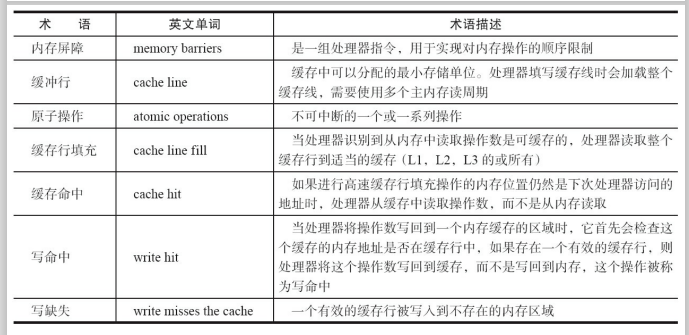 术 语 英文单词 术语描述
内存屏障 memory barriers 是一组处理器指令，用于实现对内存操作的顺序限制
缓冲行 cache line 缓存中可以分配的最小存储单位。处理器填写缓存线时会加载整个
缓存线，需要使用多个主内存读周期
原子操作 atomic operations 不可中断的一个或一系列操作
缓存行填充 cache line fill 当处理器识别到从内存中读取操作数是可缓存的，处理器读取整个
缓存行到适当的缓存（L1，L2，L3 的或所有）
缓存命中 cache hit 如果进行高速缓存行填充操作的内存位置仍然是下次处理器访问的
地址时，处理器从缓存中读取操作数，而不是从内存读取
写命中 write hit 当处理器将操作数写回到一个内存缓存的区域时，它首先会检查这
个缓存的内存地址是否在缓存行中，如果存在一个有效的缓存行，则
处理器将这个操作数写回到缓存，而不是写回到内存，这个操作被称
为写命中
写缺失 write misses the cache 一个有效的缓存行被写入到不存在的内存区域